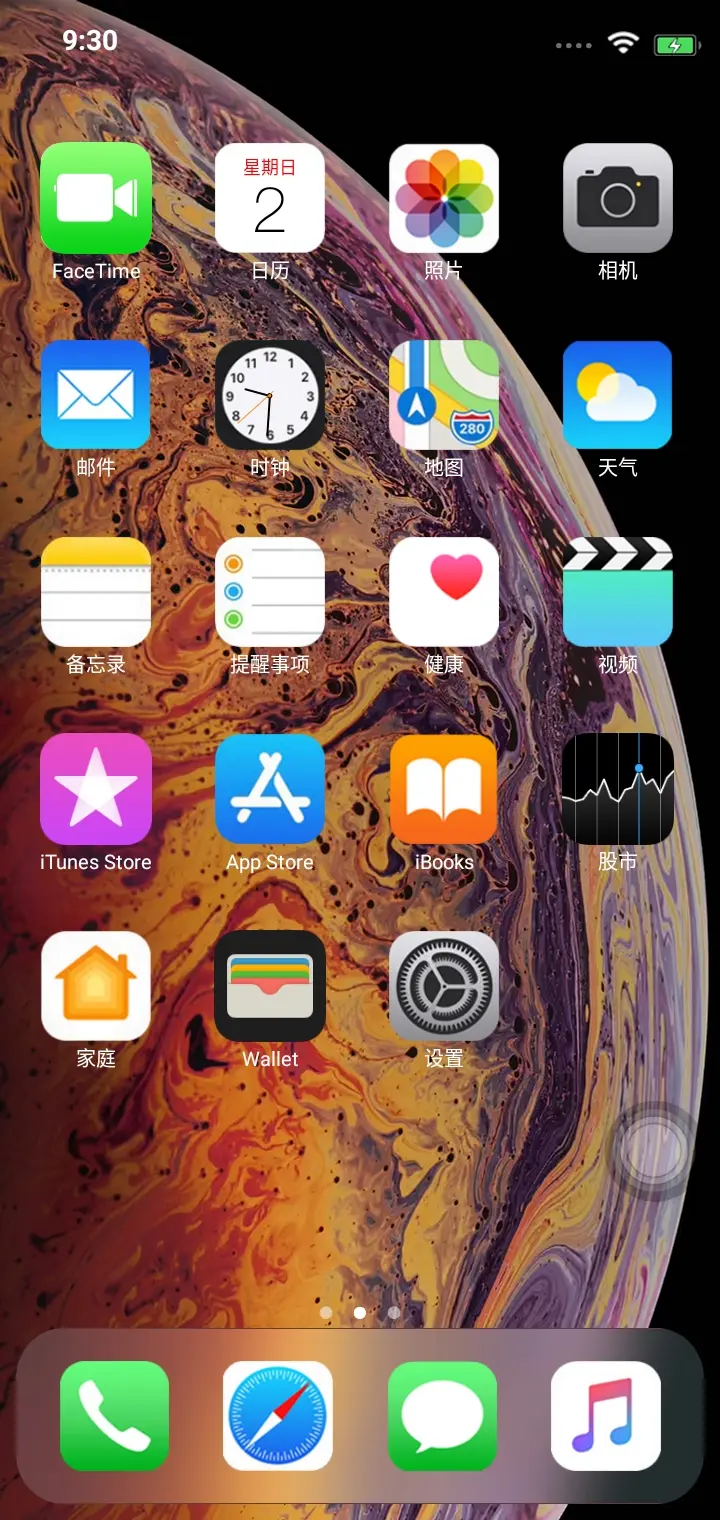 9:30
星期日
2
FaceTime
日历
照片
相机
12
11
1
10
2
9
3
8
4
7
5
6
280
邮件
时钟
地图
天气
备忘录
提醒事项
健康
视频
iTunes Store
App Store
iBooks
股市
家庭
Wallet
设置